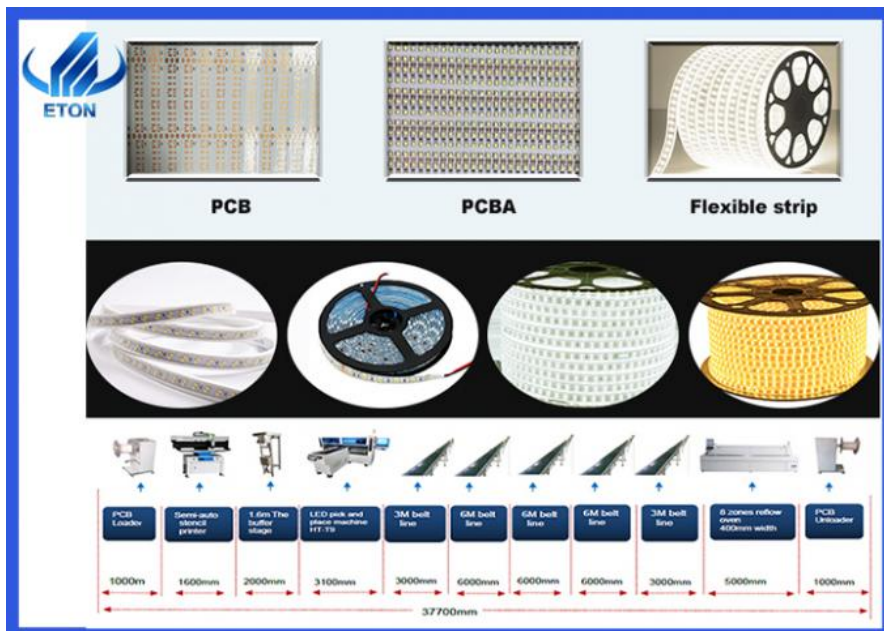 ETON
PCB
PCBA
Flexible strip
PCB
Loader
Semi-auto
stencil
printer
1.6m The
buffer
stage
LED pick and
place machine
HT-T9
3M belt
line
6M belt
line
6M belt
line
6M belt
line
3M belt
line
8 zones reflow
oven
400mm width
PCB
Unloader
1000m
1600mm
2000mm
3100mm
3000mm
6000mm
6000mm
6000mm
3000mm
5000mm
1000mm
37700mm